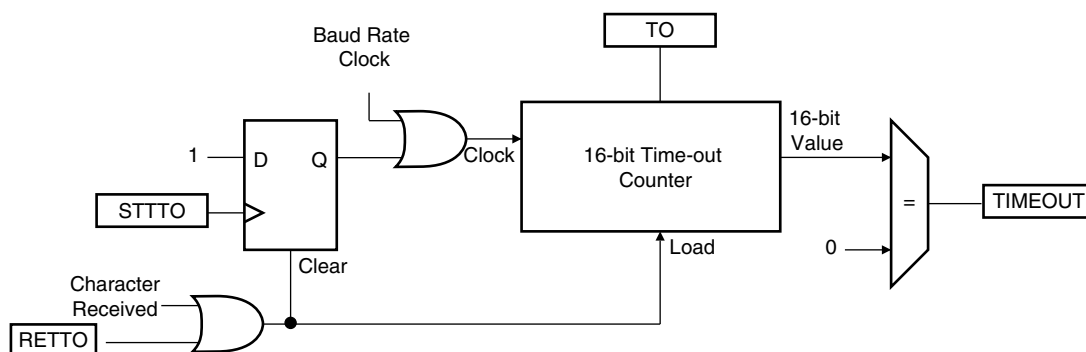 TO
Baud Rate
Clock
16-bit
Value
1
D
Q
Clock
16-bit Time-out
Counter
STTTO
=
TIMEOUT
Clear
Load
0
Character
Received
RETTO